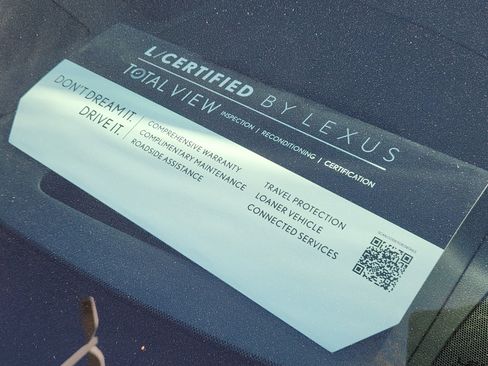 L/CERTIFIED BY LEXUS
TOTAL VIEW INSPECTION | RECONDITIONING | CERTIFICATION
DON'T DREAM IT.
DRIVE IT.
COMPREHENSIVE WARRANTY
COMPLIMENTARY MAINTENANCE
ROADSIDE ASSISTANCE
TRAVEL PROTECTION
LOANER VEHICLE
CONNECTED SERVICES